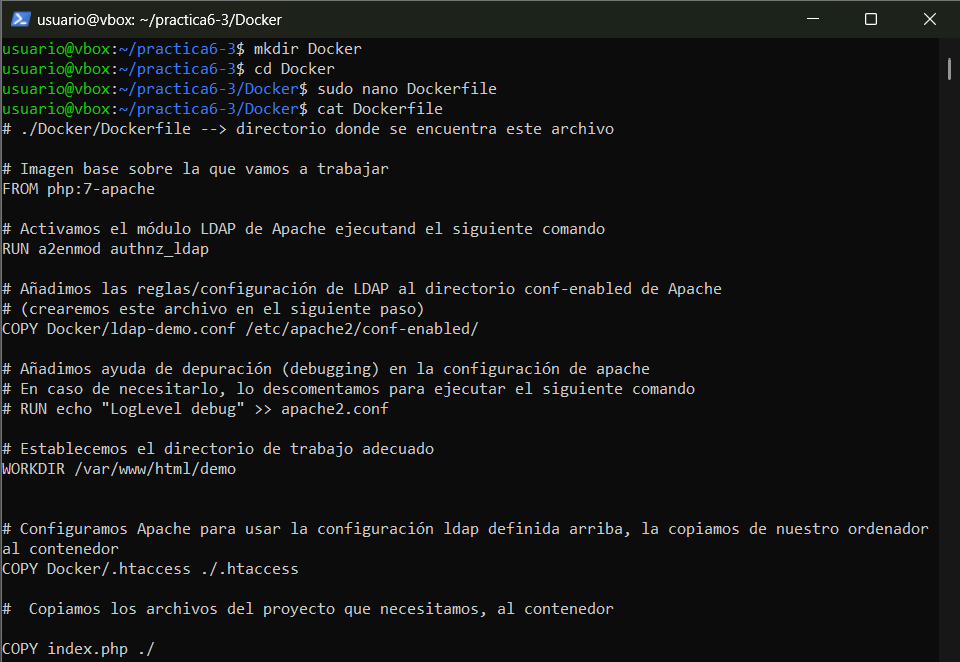 usuario@vbox: ~/practica6-3/Docker
usuario@vbox:~/practica6-3$ mkdir Docker
usuario@vbox:~/practica6-3$ cd Docker
usuario@vbox:~/practica6-3/Docker$ sudo nano Dockerfile
usuario@vbox:~/practica6-3/Docker$ cat Dockerfile
# ./Docker/Dockerfile --> directorio donde se encuentra este archivo
# Imagen base sobre la que vamos a trabajar
FROM php:7-apache
# Activamos el módulo LDAP de Apache ejecutand el siguiente comando
RUN a2enmod authnz_ldap
# Añadimos las reglas/configuración de LDAP al directorio conf-enabled de Apache
# (crearemos este archivo en el siguiente paso)
COPY Docker/ldap-demo.conf /etc/apache2/conf-enabled/
# Añadimos ayuda de depuración (debugging) en la configuración de apache
# En caso de necesitarlo, lo descomentamos para ejecutar el siguiente comando
# RUN echo "LogLevel debug" >> apache2.conf
# Establecemos el directorio de trabajo adecuado
WORKDIR /var/www/html/demo
# Configuramos Apache para usar la configuración ldap definida arriba, la copiamos de nuestro ordenador
al contenedor
COPY Docker/.htaccess ./.htaccess
#  Copiamos los archivos del proyecto que necesitamos, al contenedor
COPY index.php ./